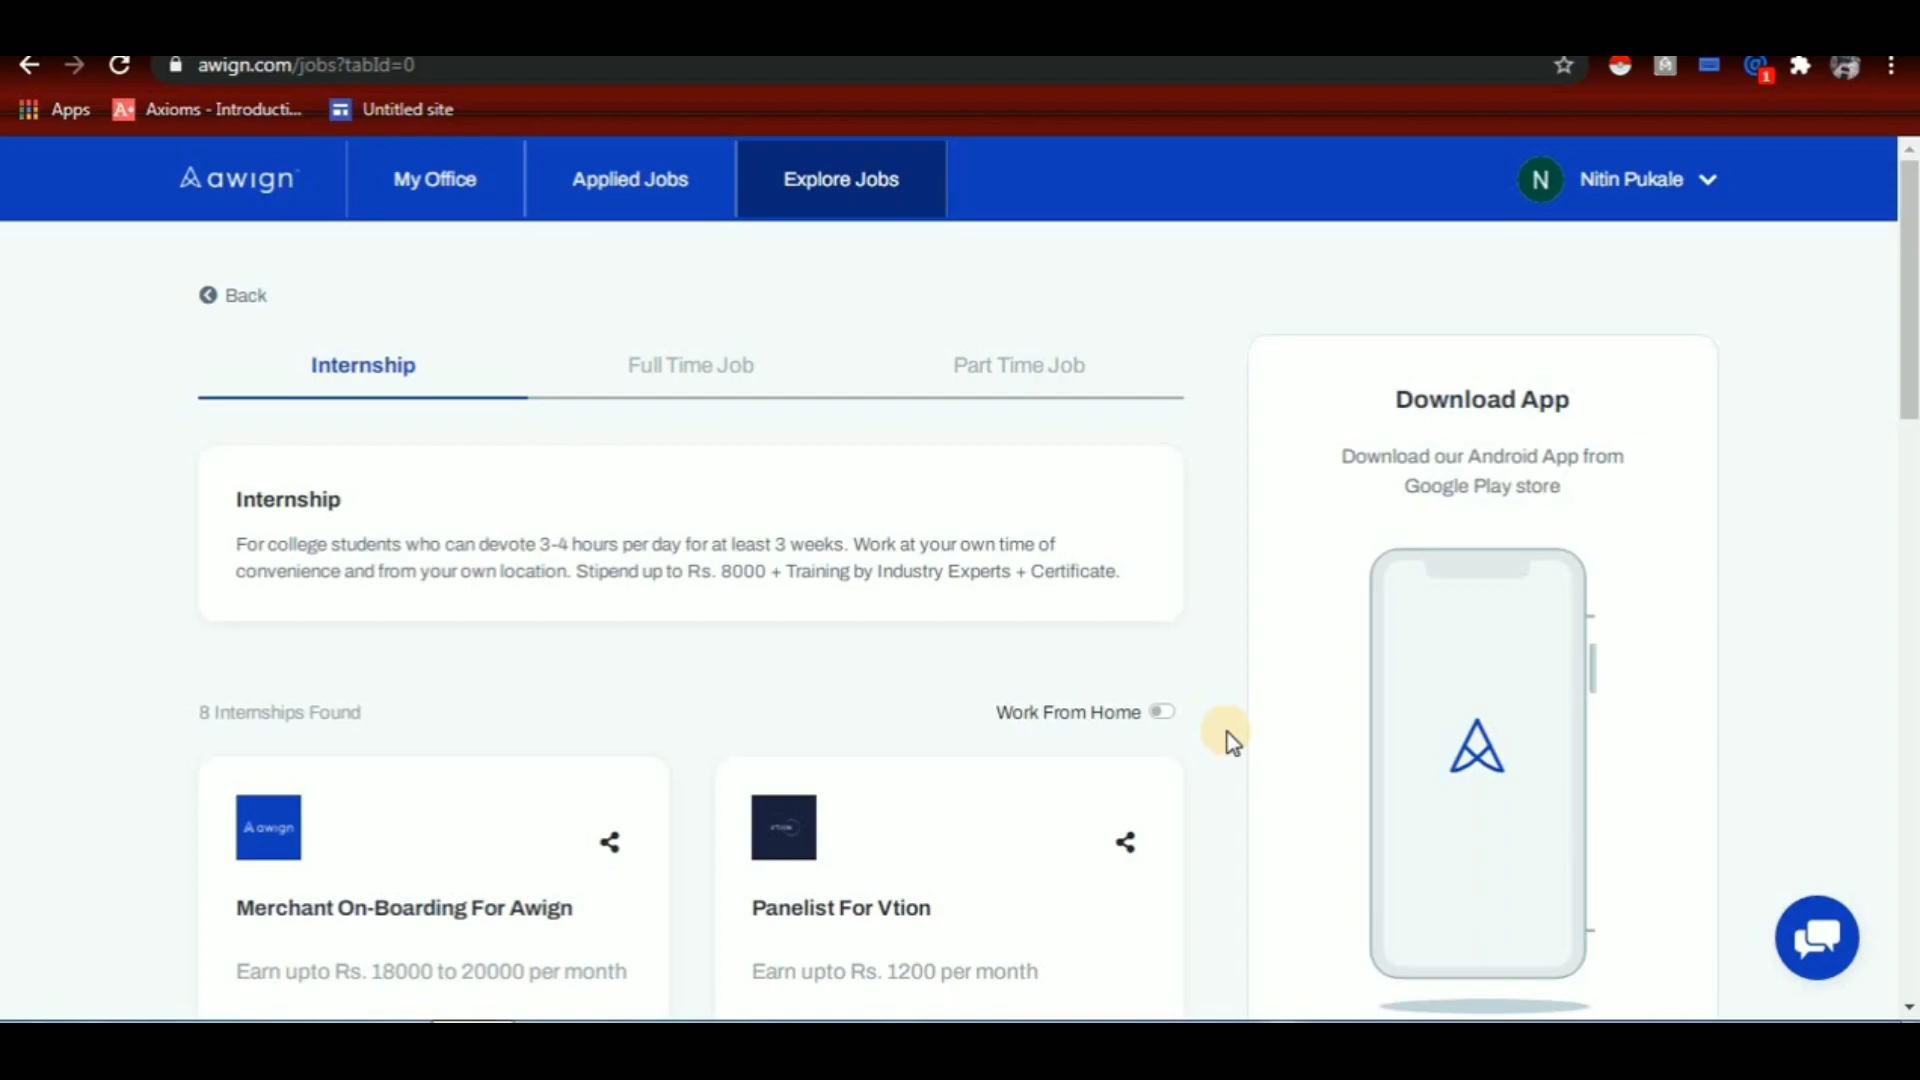 awign.com/jobs?tabId=0
1
Apps
A+ Axioms - Introducti...
Untitled site
awign
My Office
Applied Jobs
Explore Jobs
N
Nitin Pukale
Back
Internship
Full Time Job
Part Time Job
Download App
Download our Android App from
Google Play store
Internship
For college students who can devote 3-4 hours per day for at least 3 weeks. Work at your own time of
convenience and from your own location. Stipend up to Rs. 8000 + Training by Industry Experts + Certificate.
8 Internships Found
Work From Home
awign
Merchant On-Boarding For Awign
Earn upto Rs. 18000 to 20000 per month
Panelist For Vtion
Earn upto Rs. 1200 per month